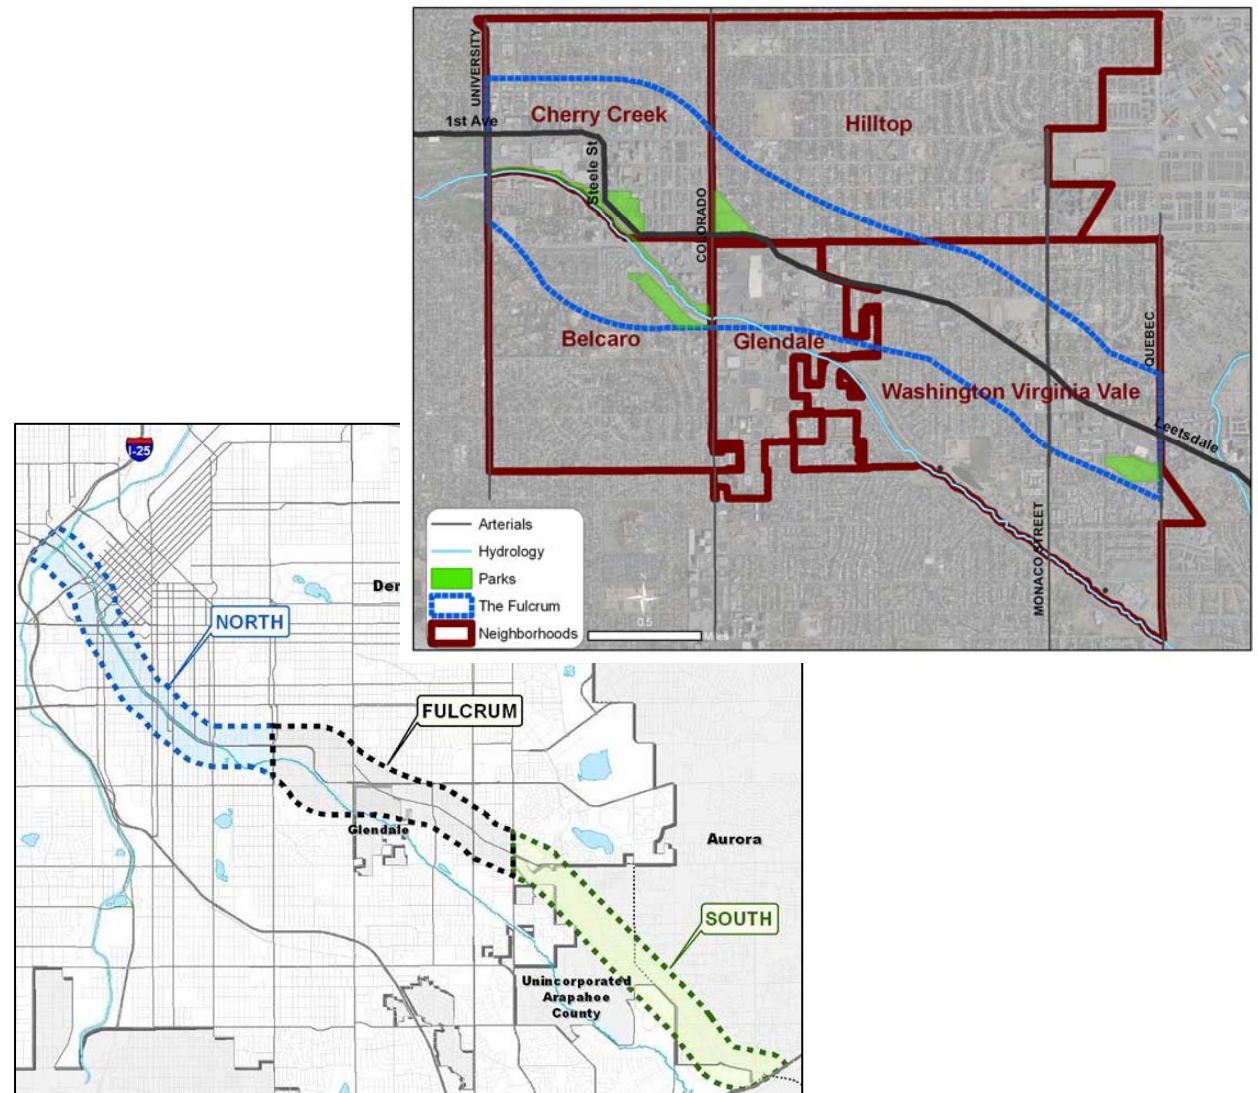 UNIVERSITY
Cherry Creek
Hilltop
1st Ave
Steele St
COLORADO
Belcaro
Glendale
Washington Virginia Vale
QUEBEC
Leetsdale
MONACO STREET
Arterials
Hydrology
Parks
The Fulcrum
Neighborhoods
0.5
I-25
NORTH
FULCRUM
Glendale
Aurora
SOUTH
Unincorporated
Arapahoe
County